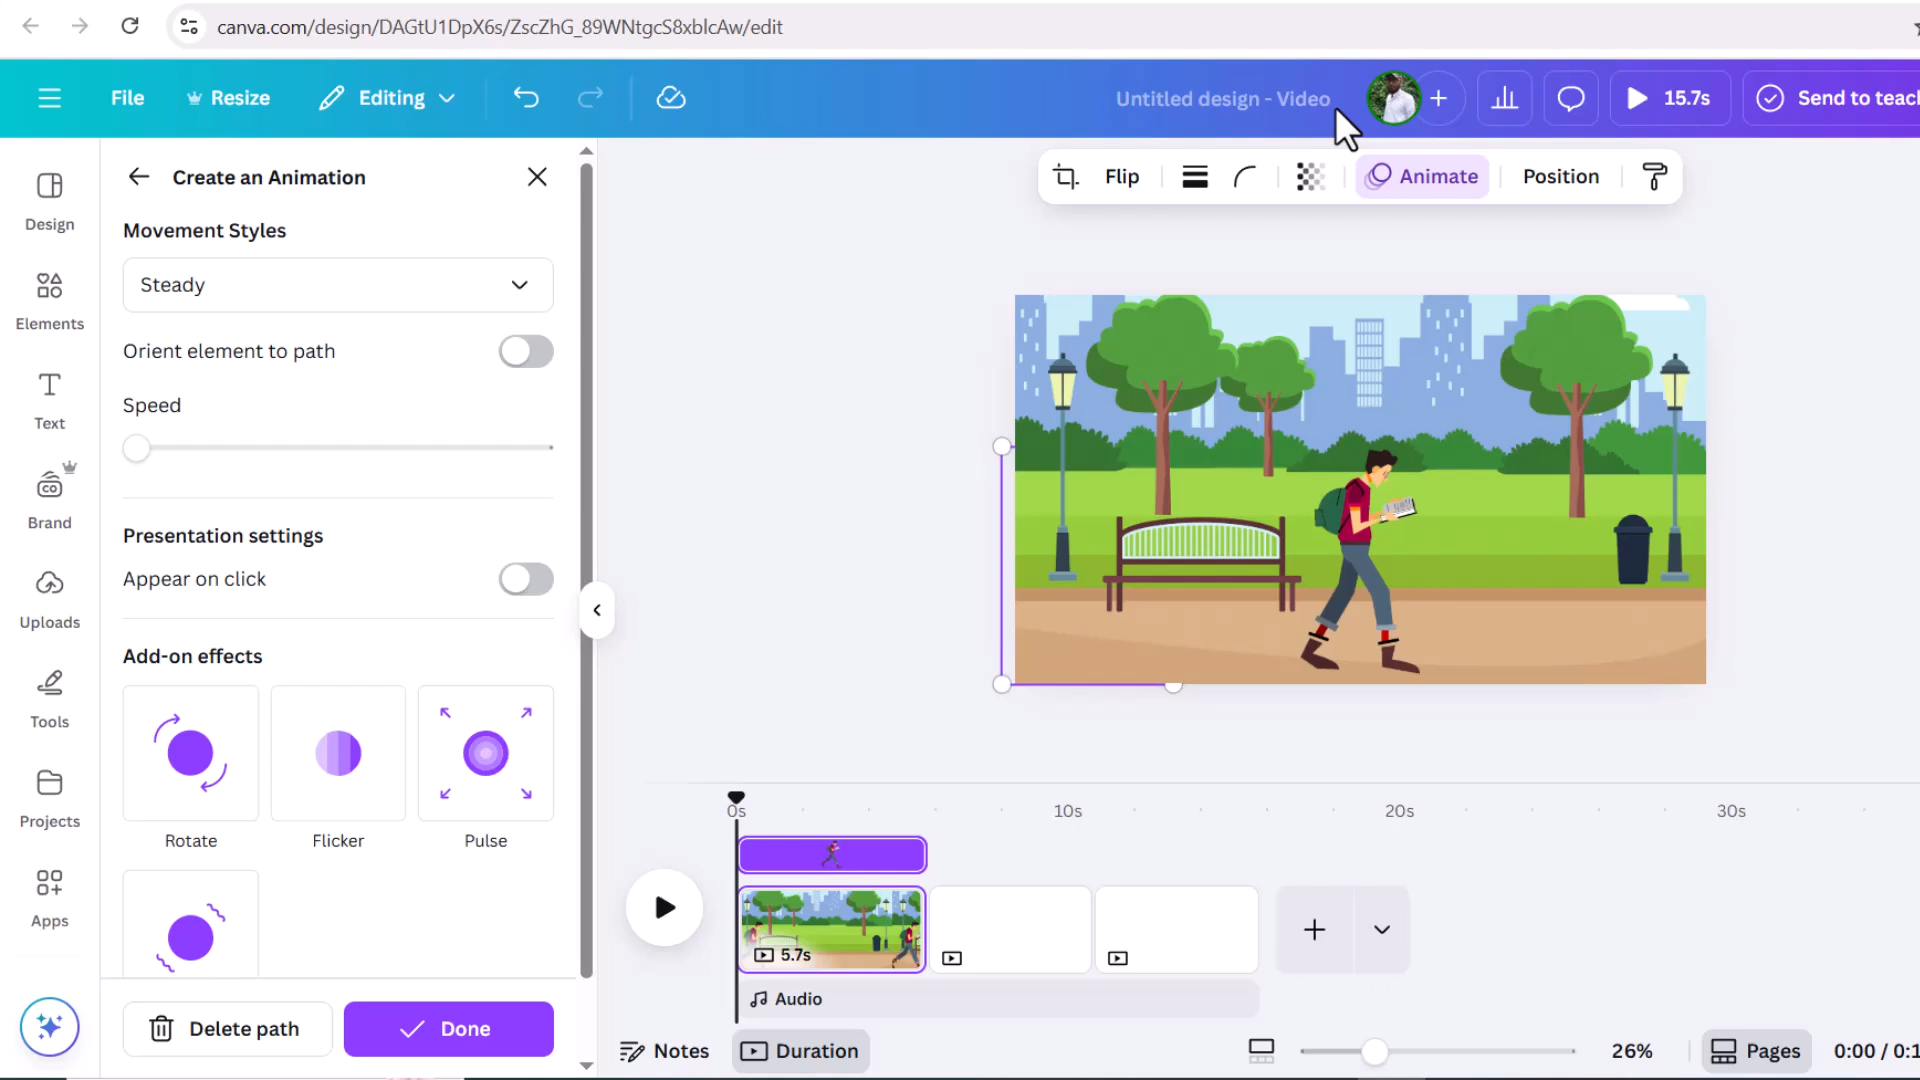 canva.com/design/DAGtU1DpX6s/ZscZhG_89WNtgcS8xblcAw/edit
File
Resize
Editing
Untitled design - Video
15.7s
Send to teach
Design
Elements
Text
Brand
Uploads
Tools
Projects
Apps
Create an Animation
Movement Styles
Steady
Orient element to path
Speed
Presentation settings
Appear on click
Add-on effects
Rotate
Flicker
Pulse
Delete path
Done
Flip
Animate
Position
0s
10s
20s
30s
5.7s
Audio
Notes
Duration
26%
Pages
0:00 / 0:1